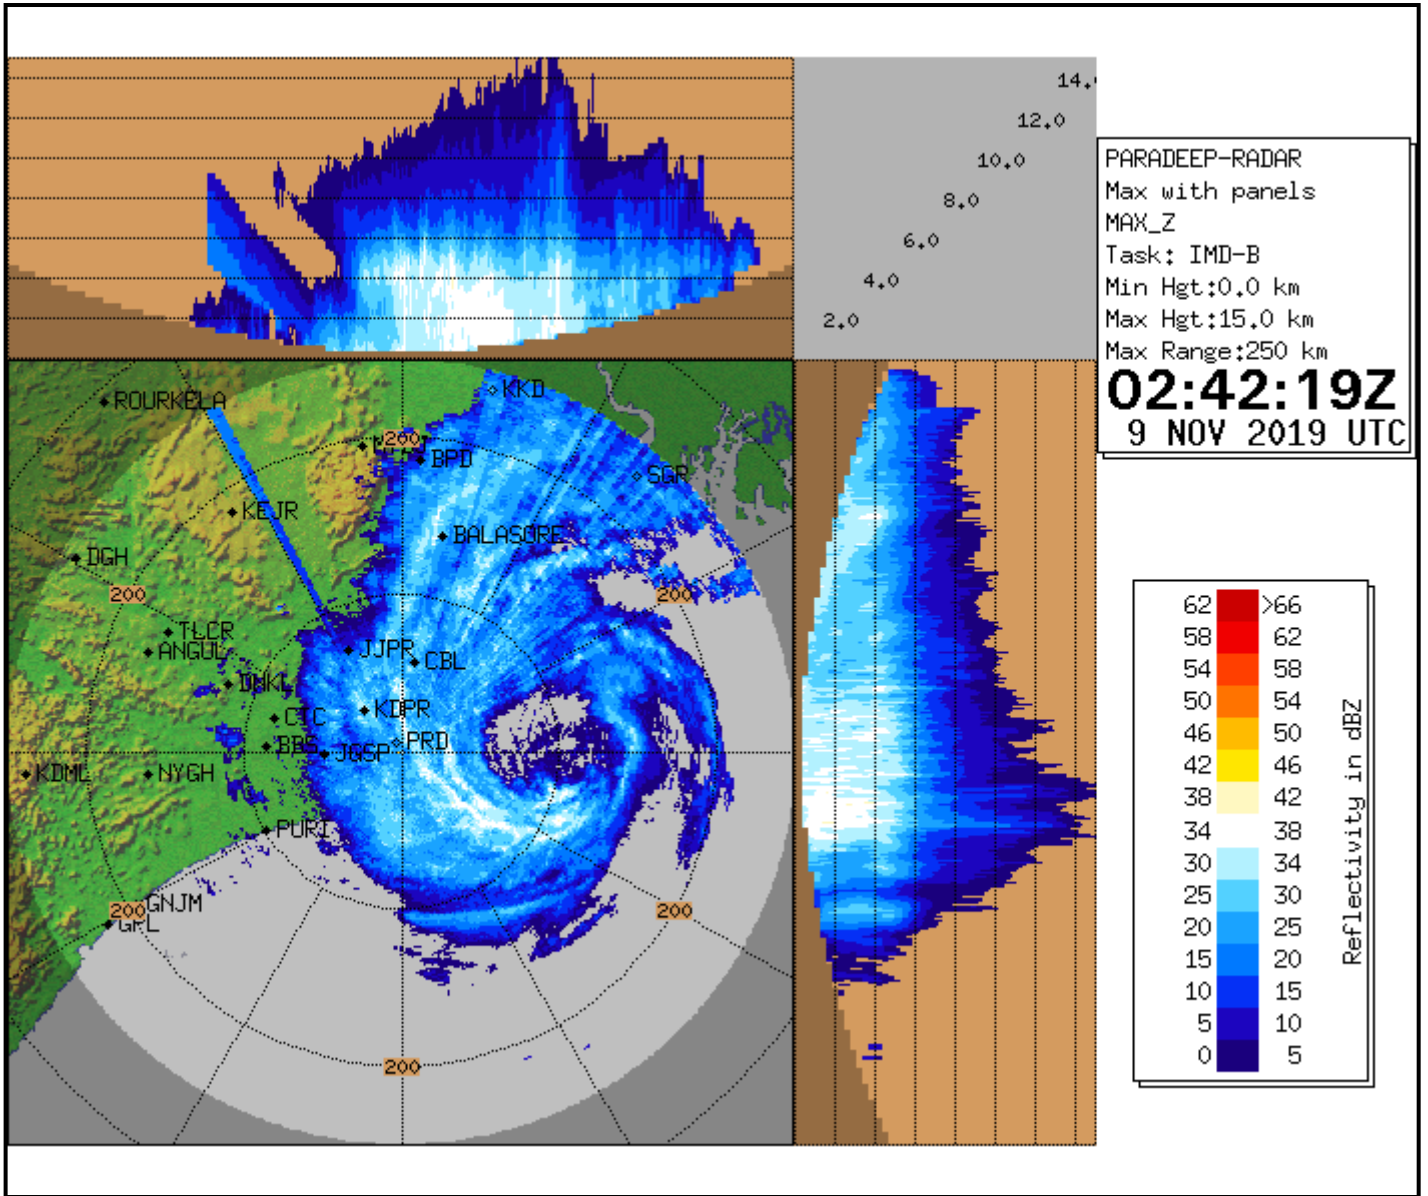 14.
12.0
10.0
8.0
6.0
4.0
2.0
PARADEEP-RADAR
Max with panels
MAX_Z
Task: IMD-B
Min Hgt:0.0 km
Max Hgt:15.0 km
Max Range:250 km
02:42:19Z
9 NOV 2019 UTC
ROURKELA
KKD
200
BPD
SGR
KEJR
BALASORE
DGH
200
200
TLCR
ANGUL
JJPR
CBL
DNKL
KDPR
CTC
PRD
BBS
JGSP
KDML
NYGH
PURI
GNJM
200
200
GPL
200
62 >66
58 62
54 58
50 54
46 50
42 46
38 42
34 38
30 34
25 30
20 25
15 20
10 15
5 10
0 5
Reflectivity in dBZ